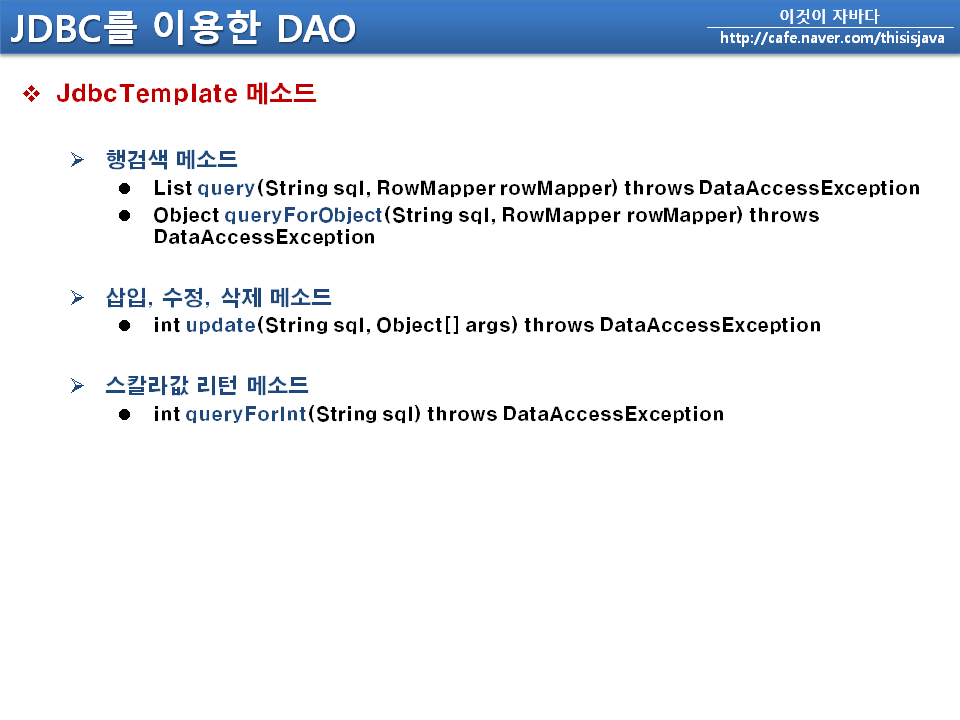 JDBC를 이용한 DAO
이것이 자바다
http://cafe.naver.com/thisisjava
❖ JdbcTemplate 메소드
➢ 행검색 메소드
● List query(String sql, RowMapper rowMapper) throws DataAccessException
● Object queryForObject(String sql, RowMapper rowMapper) throws
DataAccessException
➢ 삽입, 수정, 삭제 메소드
● int update(String sql, Object[] args) throws DataAccessException
➢ 스칼라값 리턴 메소드
● int queryForInt(String sql) throws DataAccessException